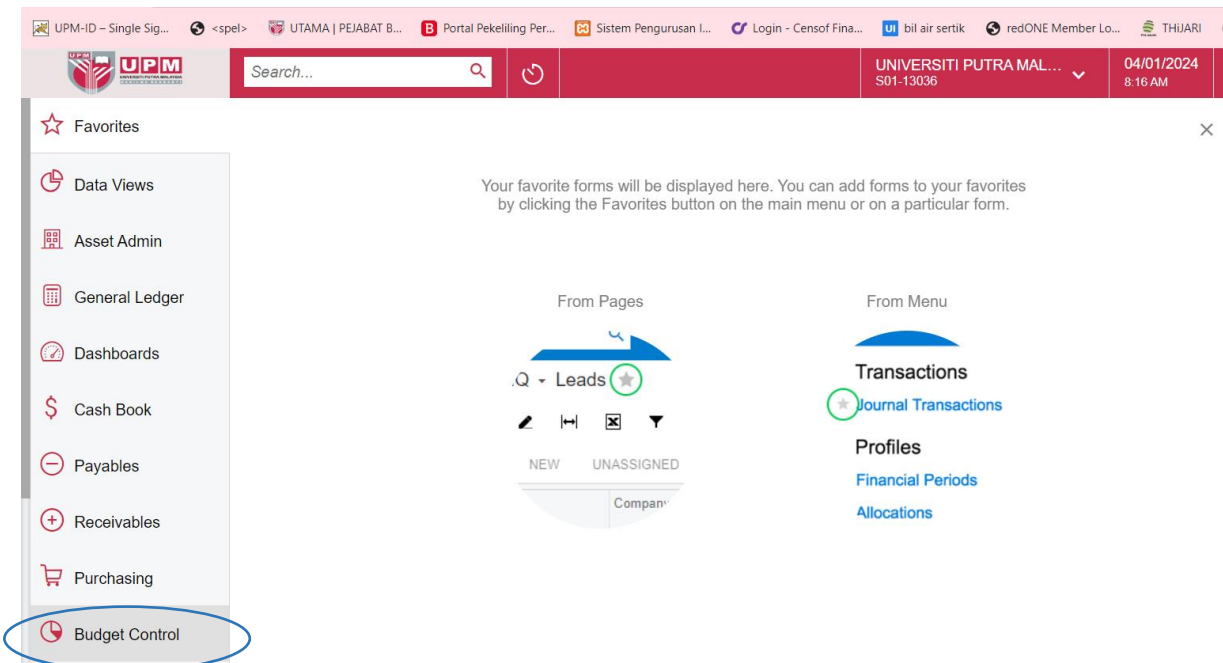 UPM-ID – Single Sig...
<spel>
UTAMA | PEJABAT B...
Portal Pekeliling Per...
Sistem Pengurusan I...
Login - Censof Fina...
bil air sertik
redONE Member Lo...
THiJARI
UPM
UPM
UNIVERSITI PUTRA MALAYSIA
Search...
UNIVERSITI PUTRA MAL...
S01-13036
04/01/2024
8:16 AM
Favorites
Data Views
Asset Admin
General Ledger
Dashboards
Cash Book
Payables
Receivables
Purchasing
Budget Control
Your favorite forms will be displayed here. You can add forms to your favorites
by clicking the Favorites button on the main menu or on a particular form.
From Pages
Leads
NEW UNASSIGNED
From Menu
Transactions
Journal Transactions
Profiles
Financial Periods
Allocations